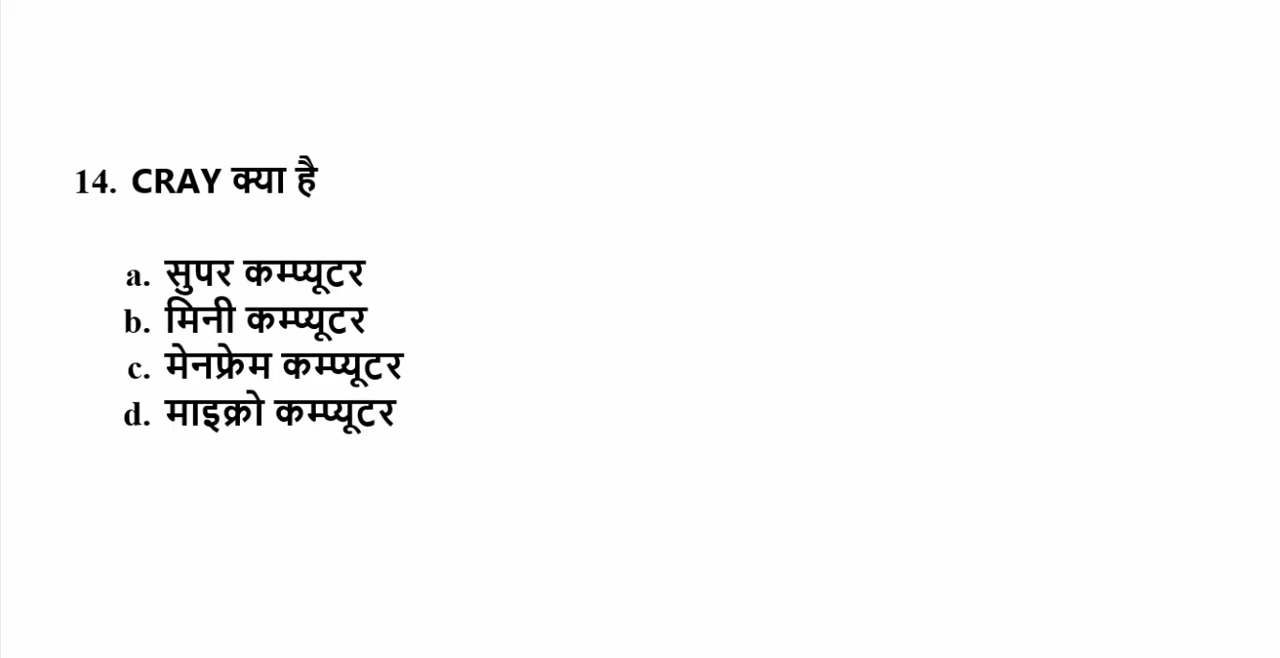 14. CRAY क्या है
a. सुपर कम्प्यूटर
b. मिनी कम्प्यूटर
c. मेनफ्रेम कम्प्यूटर
d. माइक्रो कम्प्यूटर